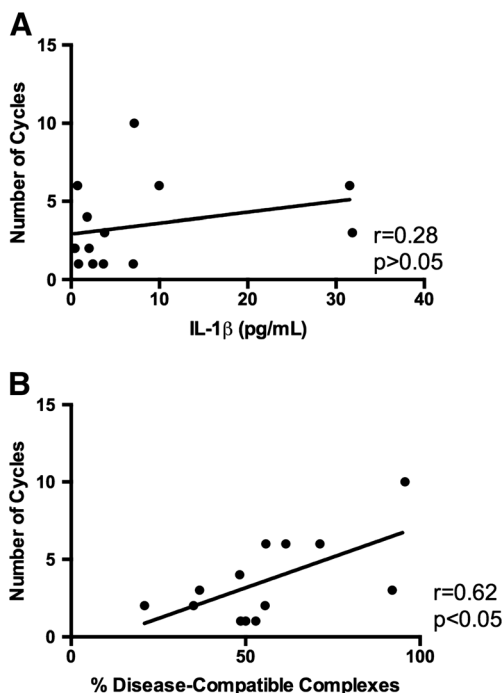 A
15
10
5
0
Number of Cycles
0 10 20 30 40
IL-1β (pg/mL)
r=0.28
p>0.05
B
15
10
5
0
Number of Cycles
0 50 100
% Disease-Compatible Complexes
r=0.62
p<0.05